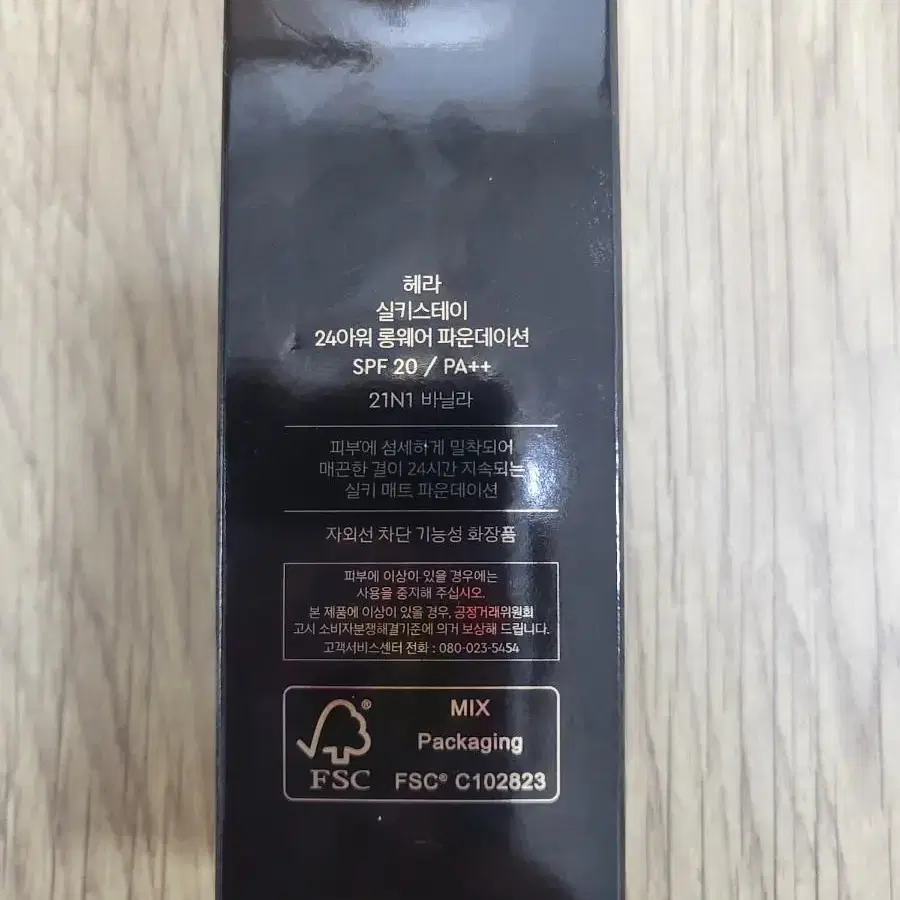 헤라
실키스테이
24아워 롱웨어 파운데이션
SPF 20 / PA++
21N1 바닐라
피부에 섬세하게 밀착되어
매끈한 결이 24시간 지속되는
실키 매트 파운데이션
자외선 차단 기능성 화장품
피부에 이상이 있을 경우에는
사용을 중지해 주십시오.
본 제품에 이상이 있을 경우, 공정거래위원회
고시 소비자분쟁해결기준에 의거 보상해 드립니다.
고객서비스센터 전화 : 080-023-5454
MIX
Packaging
FSC® C102823
® FSC